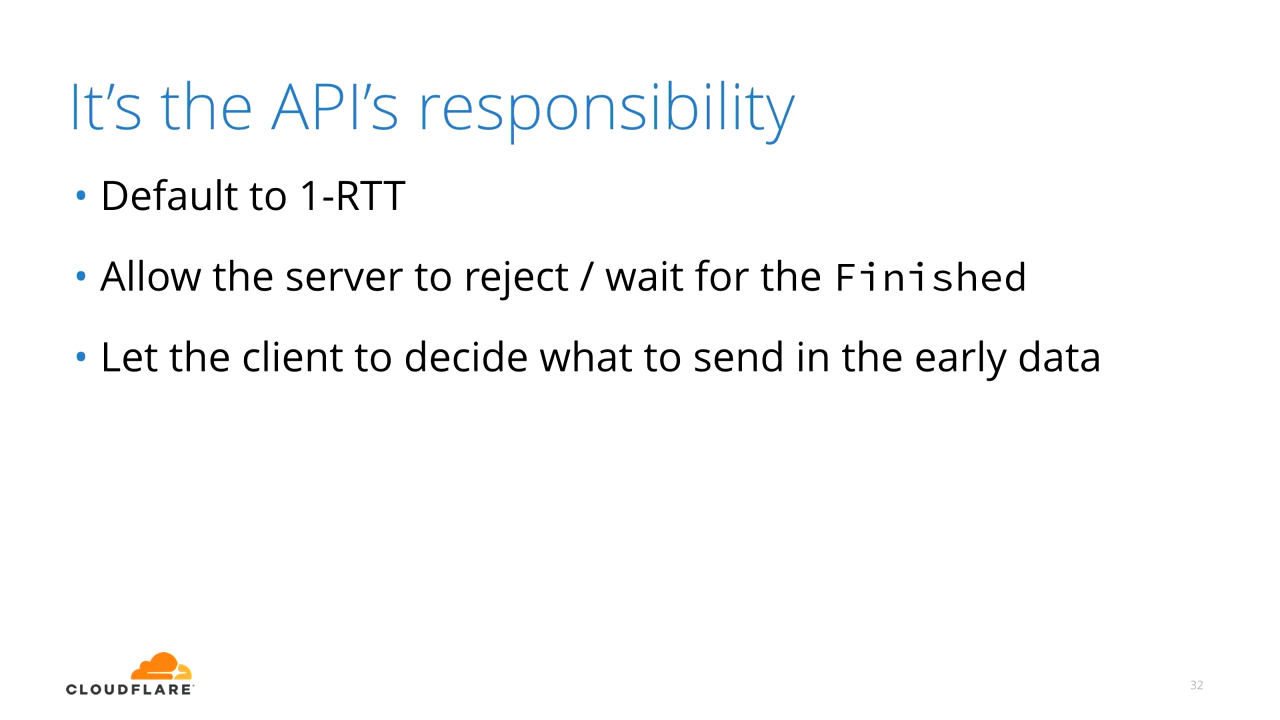 It’s the API’s responsibility
• Default to 1-RTT
• Allow the server to reject / wait for the Finished
• Let the client to decide what to send in the early data
CLOUDFLARE
32